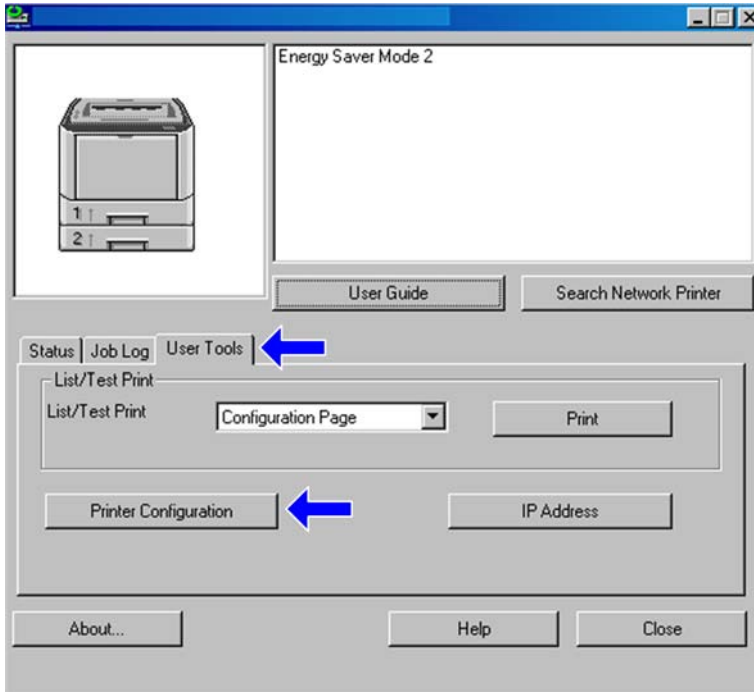 Energy Saver Mode 2
1
2
User Guide
Search Network Printer
Status
Job Log
User Tools
List/Test Print
List/Test Print
Configuration Page
Print
Printer Configuration
IP Address
About...
Help
Close